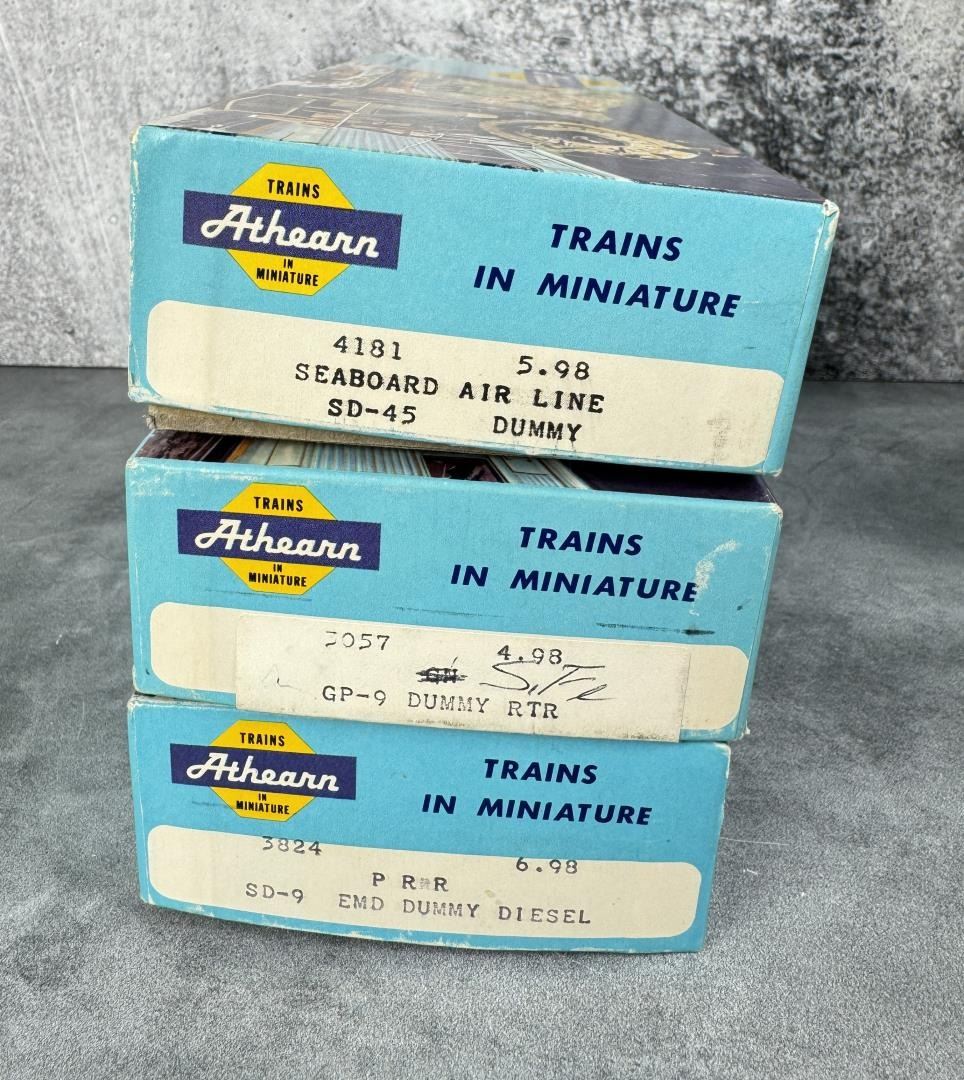 TRAINS
Athearn
IN
MINIATURE
TRAINS
IN MINIATURE
4181 5.98
SEABOARD AIR LINE
SD-45 DUMMY
TRAINS
Athearn
IN
MINIATURE
TRAINS
IN MINIATURE
3057 4.98
GP-9 DUMMY RTR
TRAINS
Athearn
IN
MINIATURE
TRAINS
IN MINIATURE
3824 6.98
P R R
SD-9 EMD DUMMY DIESEL